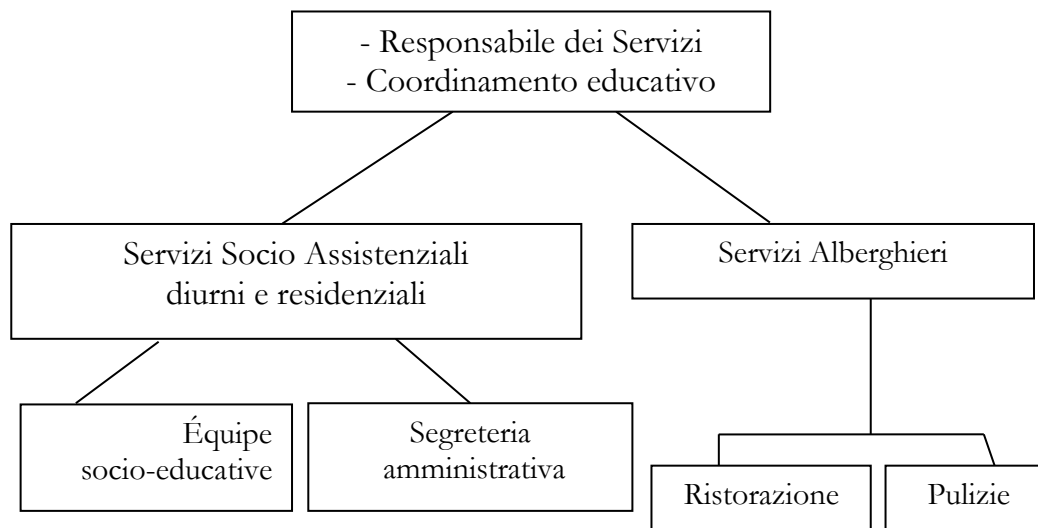 - Responsabile dei Servizi
- Coordinamento educativo
Servizi Socio Assistenziali
diurni e residenziali
Servizi Alberghieri
Équipe
socio-educative
Segreteria
amministrativa
Ristorazione
Pulizie